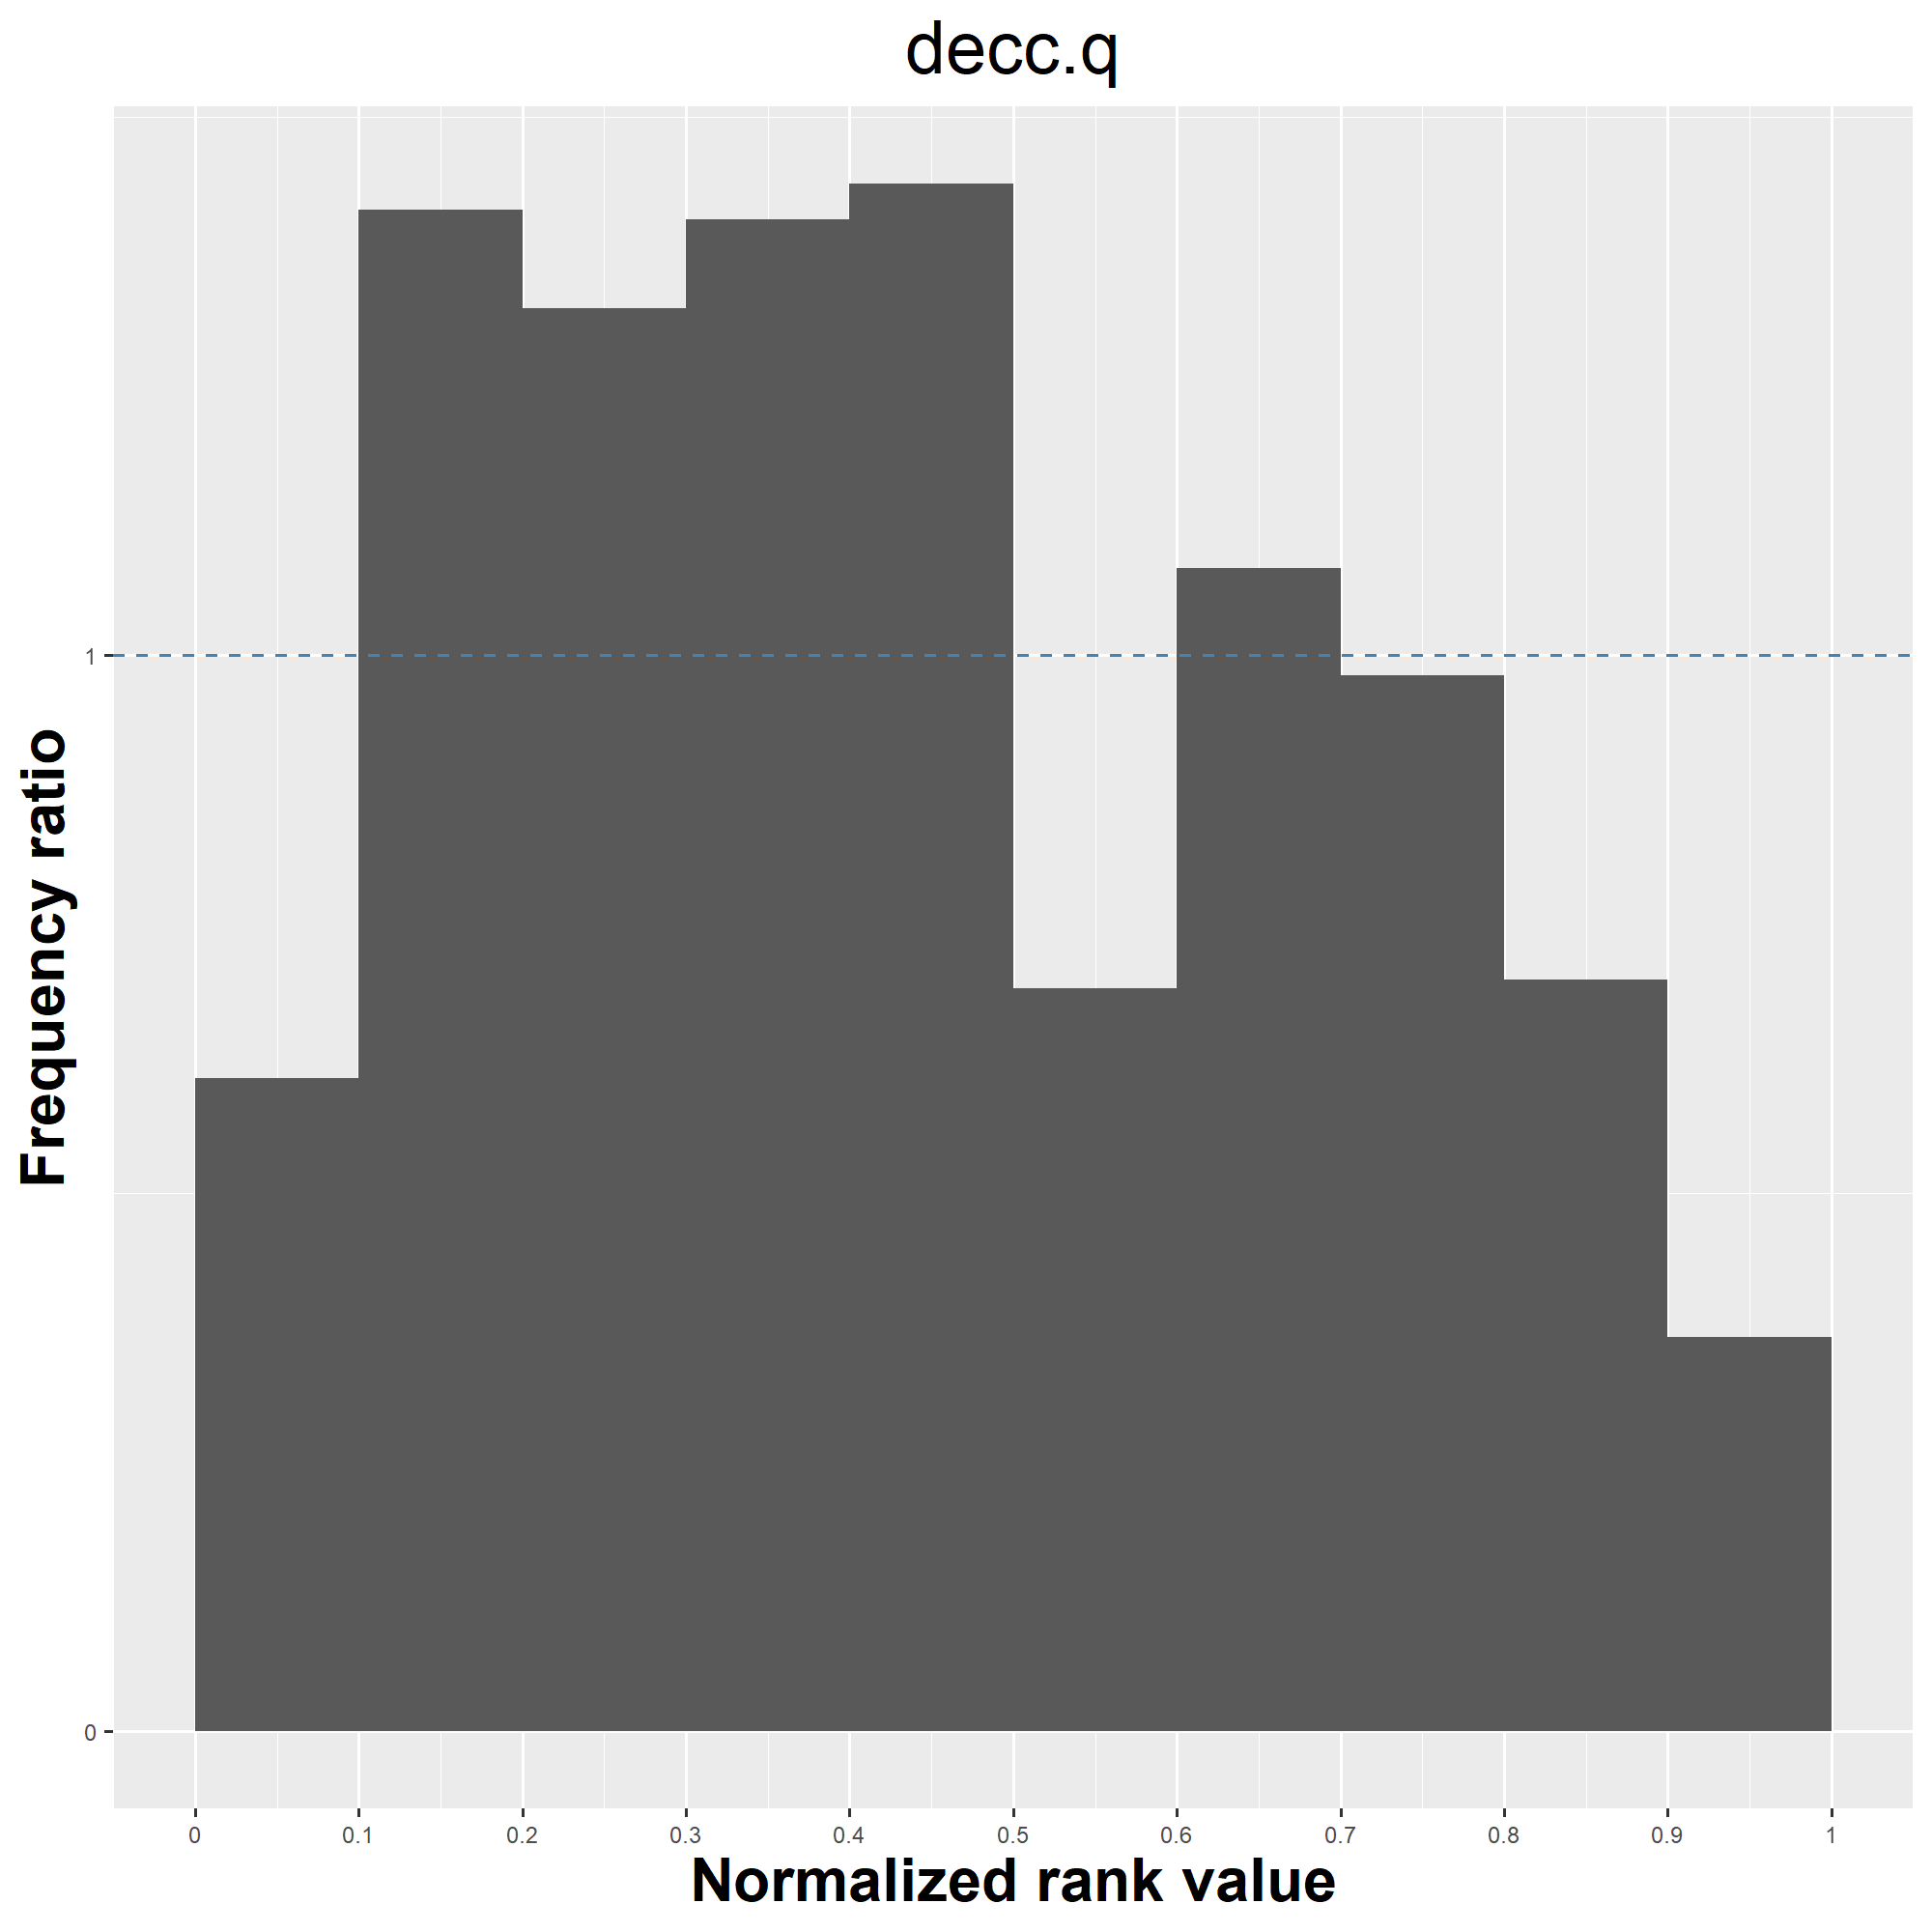 decc.q
Frequency ratio
1
0
0 0.1 0.2 0.3 0.4 0.5 0.6 0.7 0.8 0.9 1
Normalized rank value